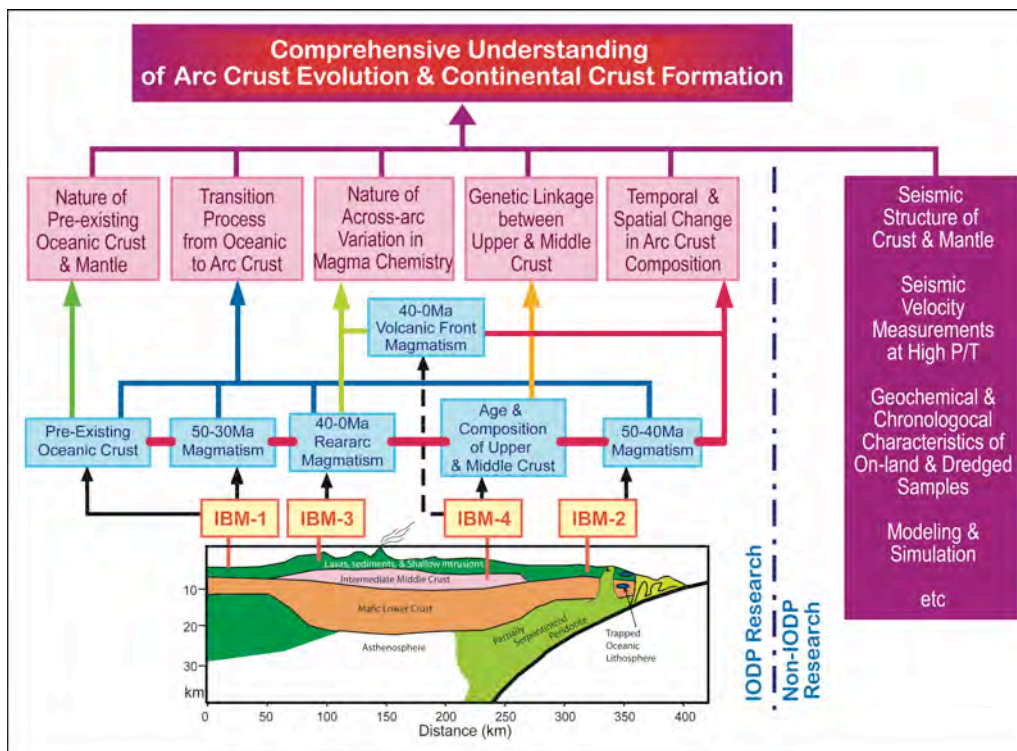 Comprehensive Understanding
of Arc Crust Evolution & Continental Crust Formation
Nature of
Pre-existing
Oceanic Crust
& Mantle
Transition
Process
from Oceanic
to Arc Crust
Nature of
Across-arc
Variation in
Magma Chemistry
Genetic Linkage
between
Upper & Middle
Crust
Temporal &
Spatial Change
in Arc Crust
Composition
Seismic
Structure of
Crust & Mantle
Seismic
Velocity
Measurements
at High P/T
Geochemical &
Chronologocal
Characteristics of
On-land & Dredged
Samples
Modeling &
Simulation
etc
40-0Ma
Volcanic Front
Magmatism
Pre-Existing
Oceanic Crust
50-30Ma
Magmatism
40-0Ma
Reararc
Magmatism
Age &
Composition
of Upper
& Middle Crust
50-40Ma
Magmatism
IBM-1
IBM-3
IBM-4
IBM-2
Lavas, sediments, & Shallow intrusions
Intermediate Middle Crust
Mafic Lower Crust
Asthenosphere
Partially Serpentinized Peridotite
Trapped
Oceanic
Lithosphere
10
20
30
km
0 50 100 150 200 250 300 350 400
Distance (km)
IODP Research
Non-IODP
Research